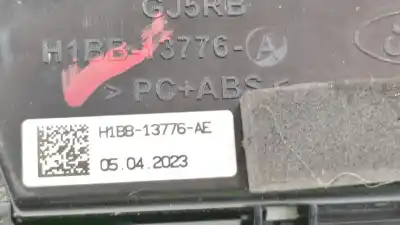 GJ5RB
H1BB-13776-A
> PC+ABS <
H1BB-13776-AE
05.04.2023